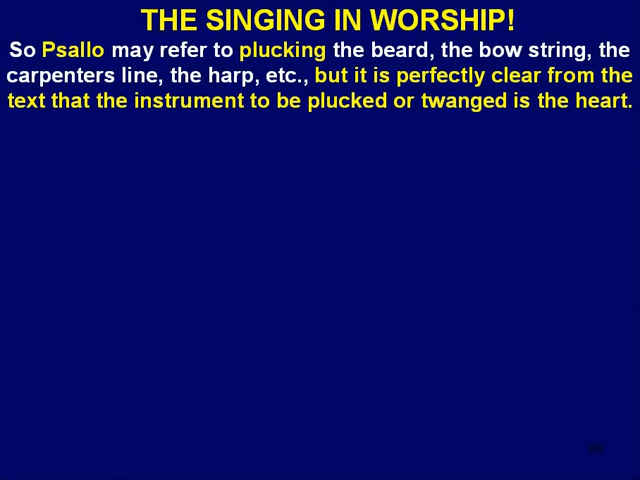 THE SINGING IN WORSHIP!
So Psallo may refer to plucking the beard, the bow string, the
carpenters line, the harp, etc., but it is perfectly clear from the
text that the instrument to be plucked or twanged is the heart.